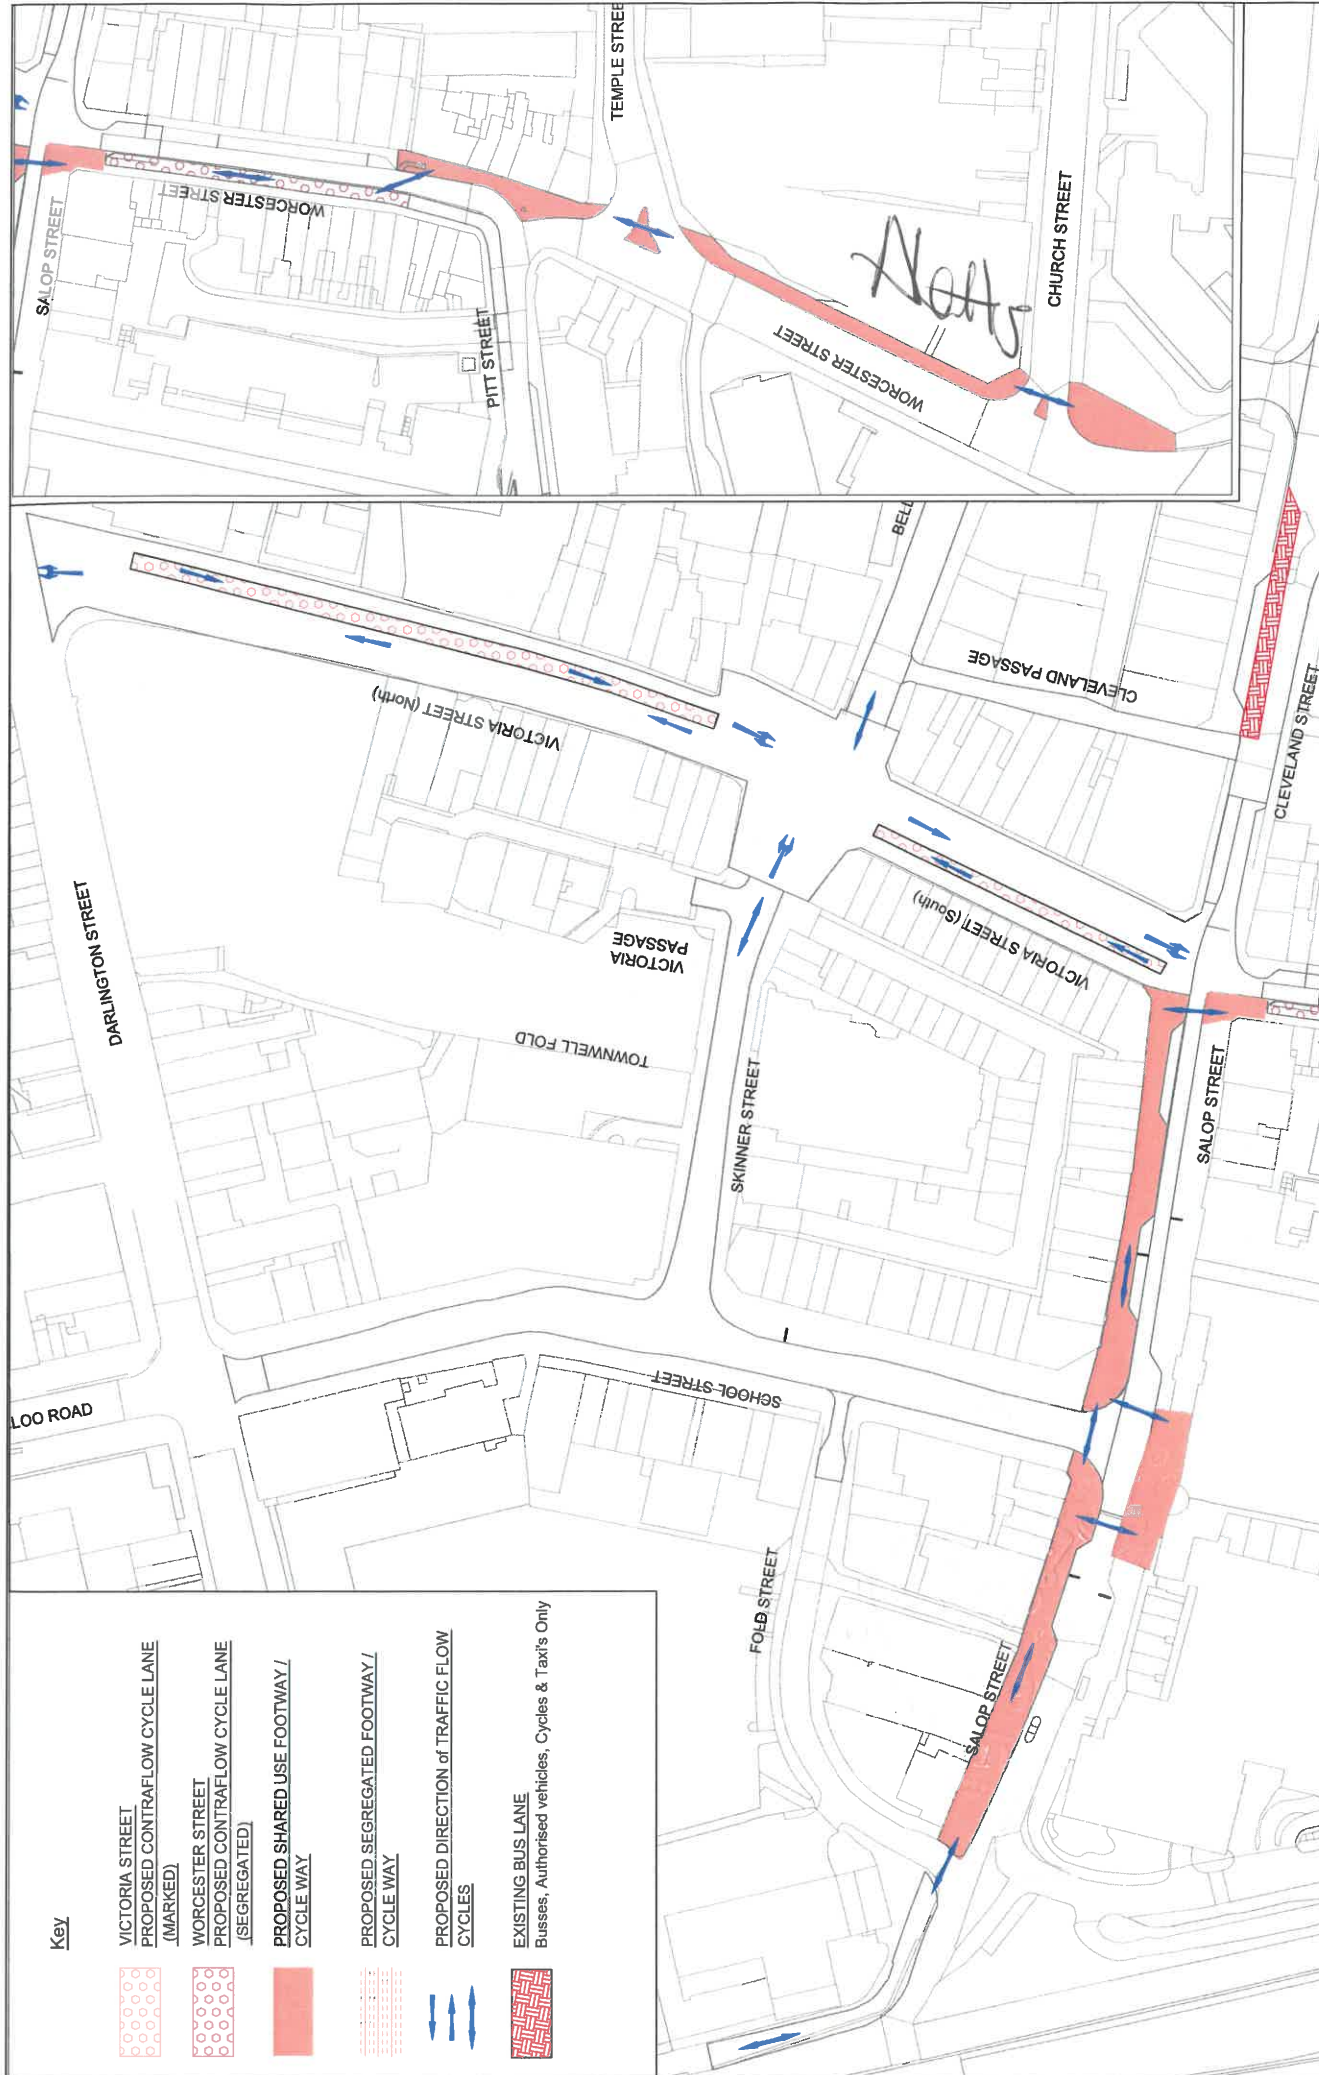 Key
VICTORIA STREET
PROPOSED CONTRAFLOW CYCLE LANE
(MARKED)
WORCESTER STREET
PROPOSED CONTRAFLOW CYCLE LANE
(SEGREGATED)
PROPOSED SHARED USE FOOTWAY /
CYCLE WAY
PROPOSED SEGREGATED FOOTWAY /
CYCLE WAY
PROPOSED DIRECTION of TRAFFIC FLOW
CYCLES
EXISTING BUS LANE
Busses, Authorised vehicles, Cycles & Taxi's Only
LOO ROAD
DARLINGTON STREET
VICTORIA STREET (North)
VICTORIA
PASSAGE
TOWNWELL FOLD
SKINNER STREET
SCHOOL STREET
FOLD STREET
SALOP STREET
SALOP STREET
VICTORIA STREET (South)
BELL
CLEVELAND PASSAGE
CLEVELAND STREET
SALOP STREET
WORCESTER STREET
PITT STREET
TEMPLE STREE
WORCESTER STREET
CHURCH STREET